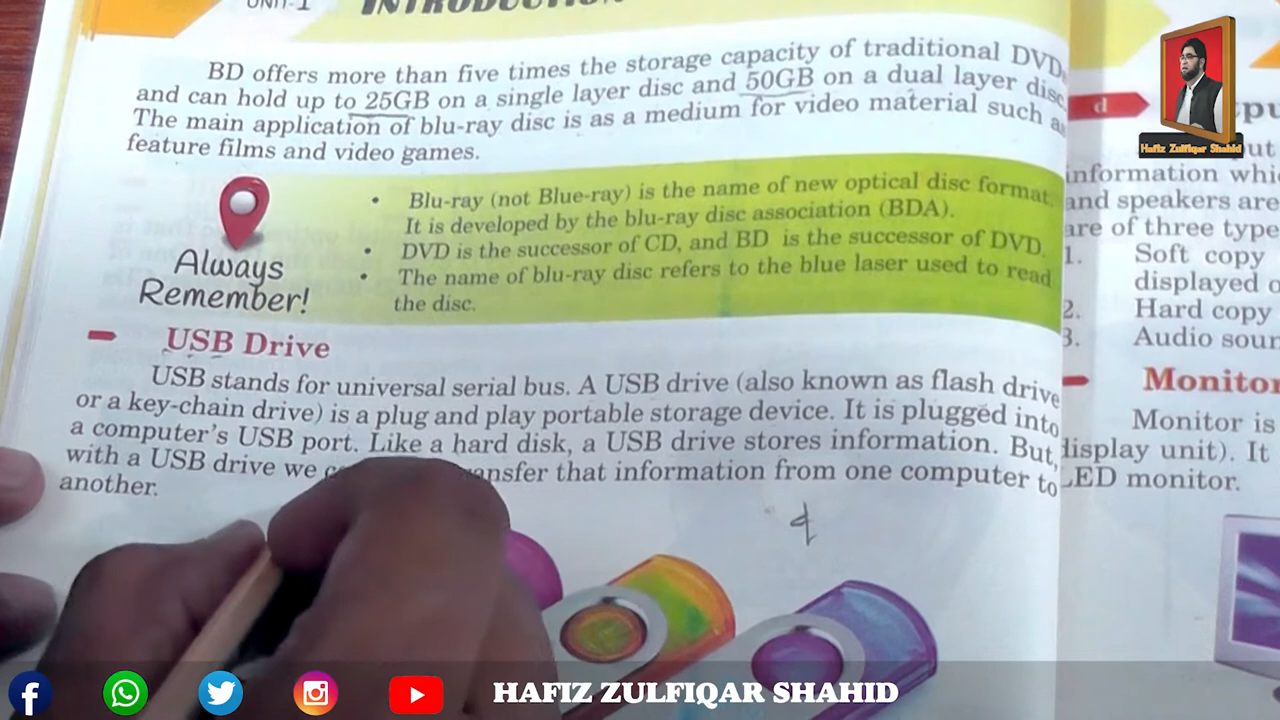 UNIT-1 INTRODUCTION
BD offers more than five times the storage capacity of traditional DVD,
and can hold up to 25GB on a single layer disc and 50GB on a dual layer disc.
The main application of blu-ray disc is as a medium for video material such as
feature films and video games.
Always
Remember!
• Blu-ray (not Blue-ray) is the name of new optical disc format.
It is developed by the blu-ray disc association (BDA).
• DVD is the successor of CD, and BD is the successor of DVD.
• The name of blu-ray disc refers to the blue laser used to read
the disc.
USB Drive
USB stands for universal serial bus. A USB drive (also known as flash drive
or a key-chain drive) is a plug and play portable storage device. It is plugged into
a computer's USB port. Like a hard disk, a USB drive stores information. But,
with a USB drive we that information from one computer to
another.
d
information
and speakers are
are of three type
1. Soft copy
displayed
2. Hard copy
3. Audio
Monitor
Monitor is
display unit). It
LED monitor.
Hafiz Zulfiqar Shahid
HAFIZ ZULFIQAR SHAHID